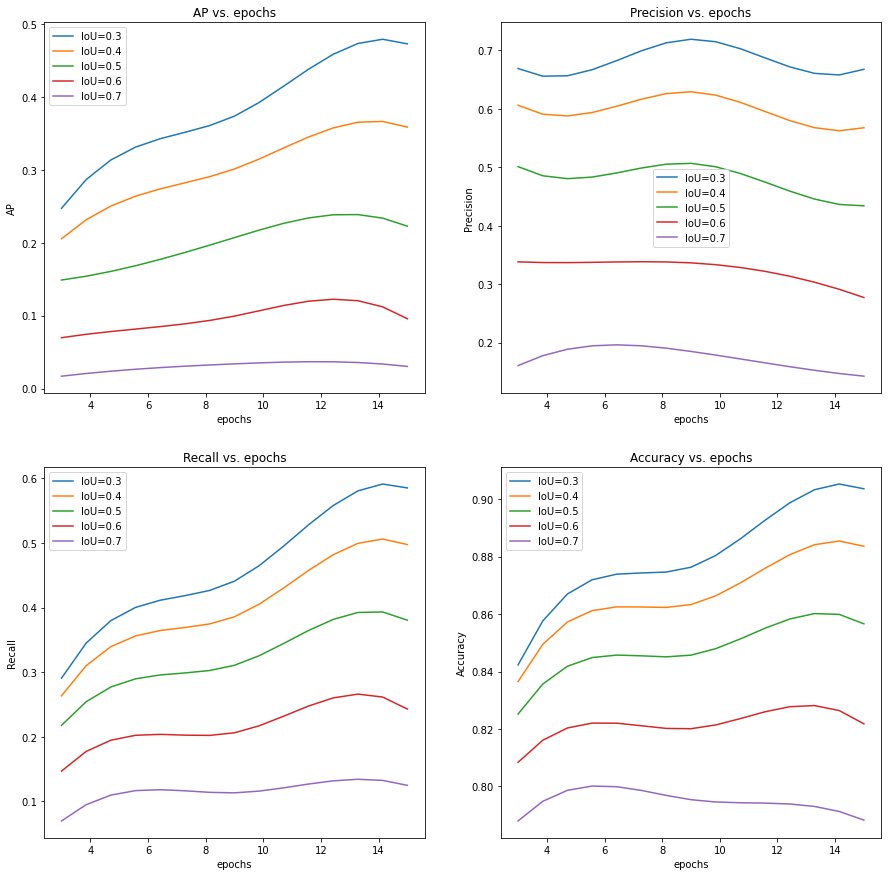 AP vs. epochs
0.5
0.4
0.3
0.2
0.1
0.0
AP
IoU=0.3
IoU=0.4
IoU=0.5
IoU=0.6
IoU=0.7
4 6 8 10 12 14
epochs
Precision vs. epochs
0.7
0.6
0.5
0.4
0.3
0.2
Precision
IoU=0.3
IoU=0.4
IoU=0.5
IoU=0.6
IoU=0.7
4 6 8 10 12 14
epochs
Recall vs. epochs
0.6
0.5
0.4
0.3
0.2
0.1
Recall
IoU=0.3
IoU=0.4
IoU=0.5
IoU=0.6
IoU=0.7
4 6 8 10 12 14
epochs
Accuracy vs. epochs
0.90
0.88
0.86
0.84
0.82
0.80
Accuracy
IoU=0.3
IoU=0.4
IoU=0.5
IoU=0.6
IoU=0.7
4 6 8 10 12 14
epochs